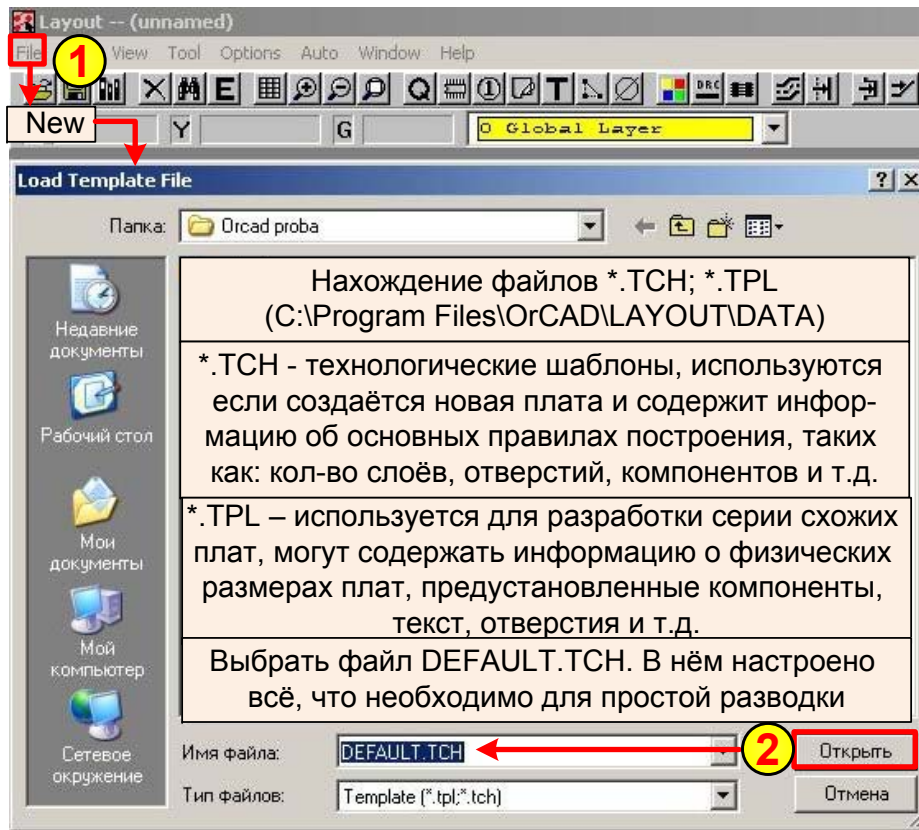 Layout -- (unnamed)
File View Tool Options Auto Window Help
1
E Q 1 T DRC
New Y G 0 Global Layer
Load Template File
Папка: Orcad proba
Недавние
документы
Рабочий стол
Мои
документы
Мой
компьютер
Сетевое
окружение
Нахождение файлов *.TCH; *.TPL
(C:\Program Files\OrCAD\LAYOUT\DATA)
*.TCH - технологические шаблоны, используются
если создаётся новая плата и содержит инфор-
мацию об основных правилах построения, таких
как: кол-во слоёв, отверстий, компонентов и т.д.
*.TPL – используется для разработки серии схожих
плат, могут содержать информацию о физических
размерах плат, предустановленные компоненты,
текст, отверстия и т.д.
Выбрать файл DEFAULT.TCH. В нём настроено
всё, что необходимо для простой разводки
Имя файла: DEFAULT.TCH 2 Открыть
Тип файлов: Template (*.tpl;*.tch) Отмена